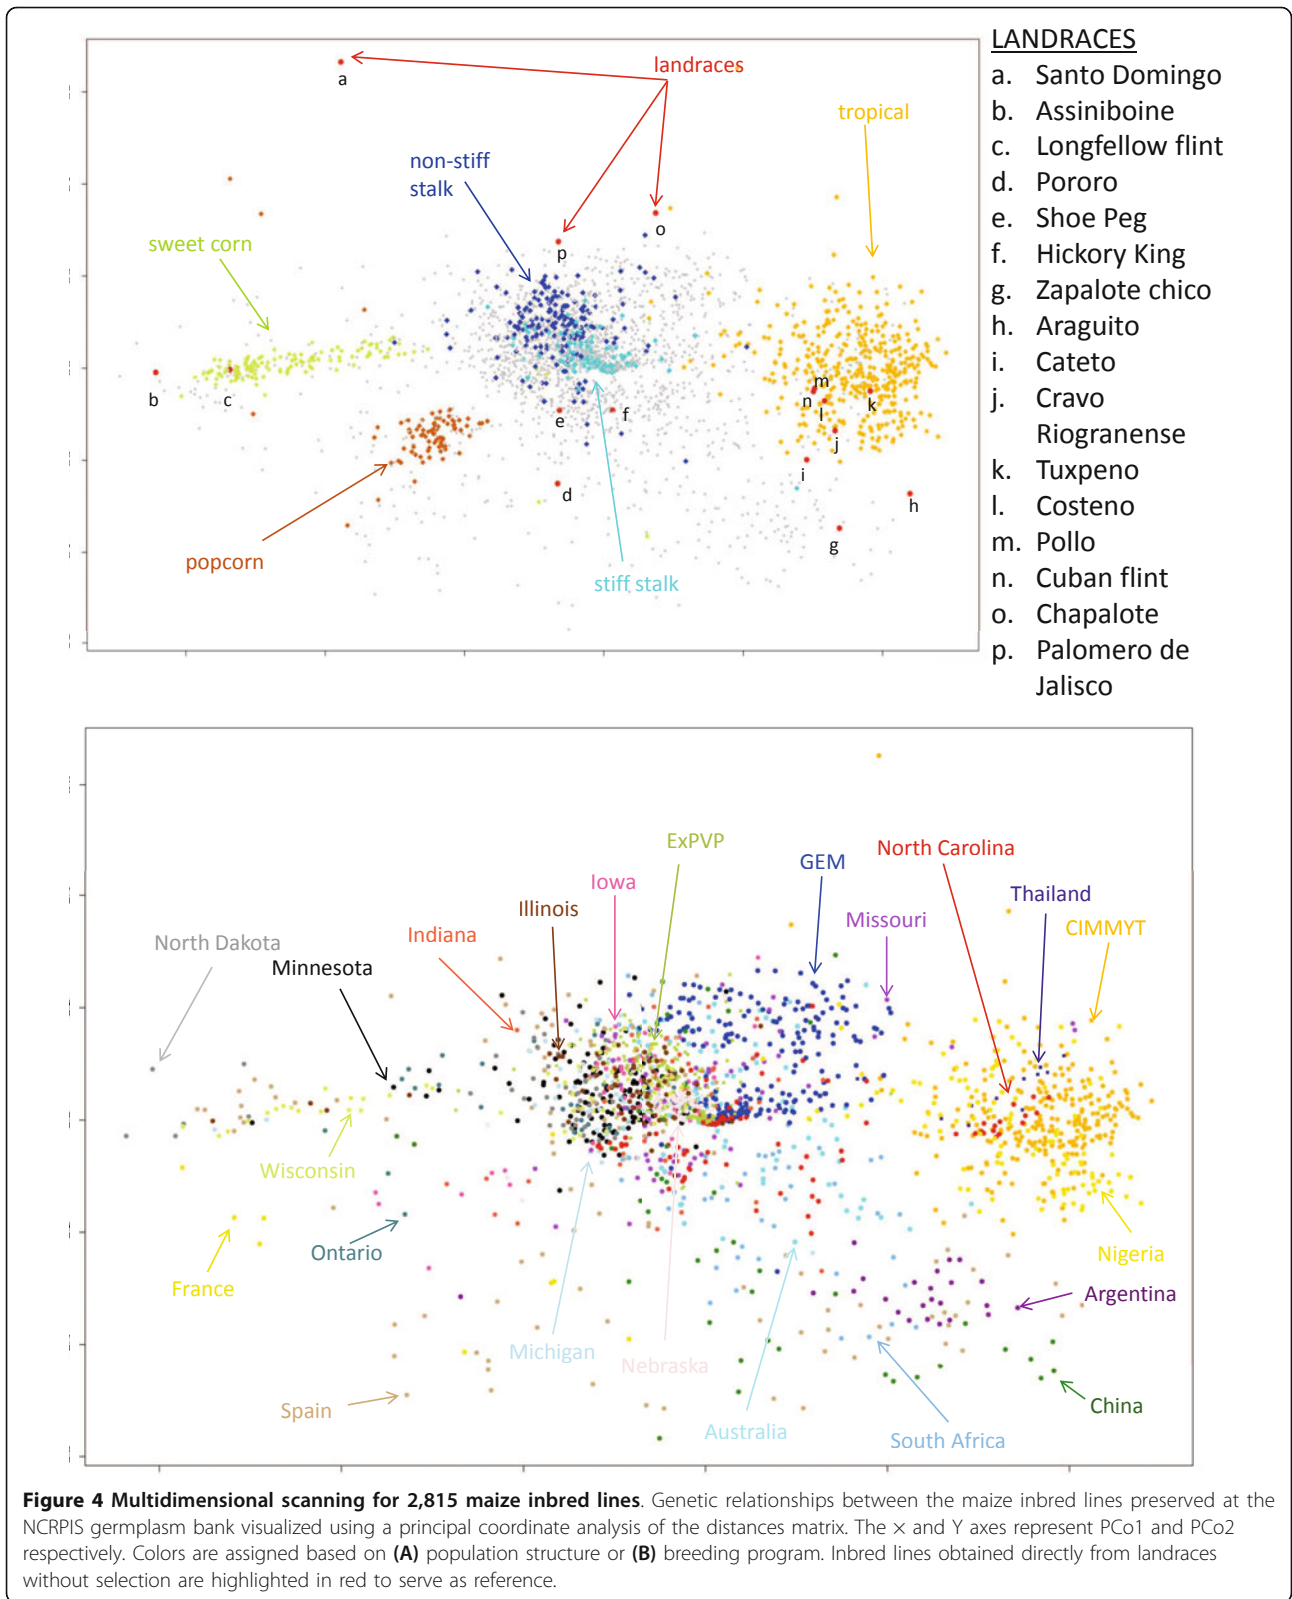 landraces
a
tropical
non-stiff
stalk
o
sweet corn
p
m
b
c
n
k
e
f
l
j
i
d
h
popcorn
g
stiff stalk
LANDRACES
a. Santo Domingo
b. Assiniboine
c. Longfellow flint
d. Pororo
e. Shoe Peg
f. Hickory King
g. Zapalote chico
h. Araguito
i. Cateto
j. Cravo
Riogranense
k. Tuxpeno
l. Costeno
m. Pollo
n. Cuban flint
o. Chapalote
p. Palomero de
Jalisco
ExPVP
North Carolina
GEM
Iowa
Thailand
Illinois
Missouri
CIMMYT
Indiana
North Dakota
Minnesota
Wisconsin
Ontario
Nigeria
France
Argentina
Michigan
Nebraska
Spain
China
Australia
South Africa
Figure 4 Multidimensional scanning for 2,815 maize inbred lines. Genetic relationships between the maize inbred lines preserved at the
NCRPIS germplasm bank visualized using a principal coordinate analysis of the distances matrix. The × and Y axes represent PCo1 and PCo2
respectively. Colors are assigned based on (A) population structure or (B) breeding program. Inbred lines obtained directly from landraces
without selection are highlighted in red to serve as reference.